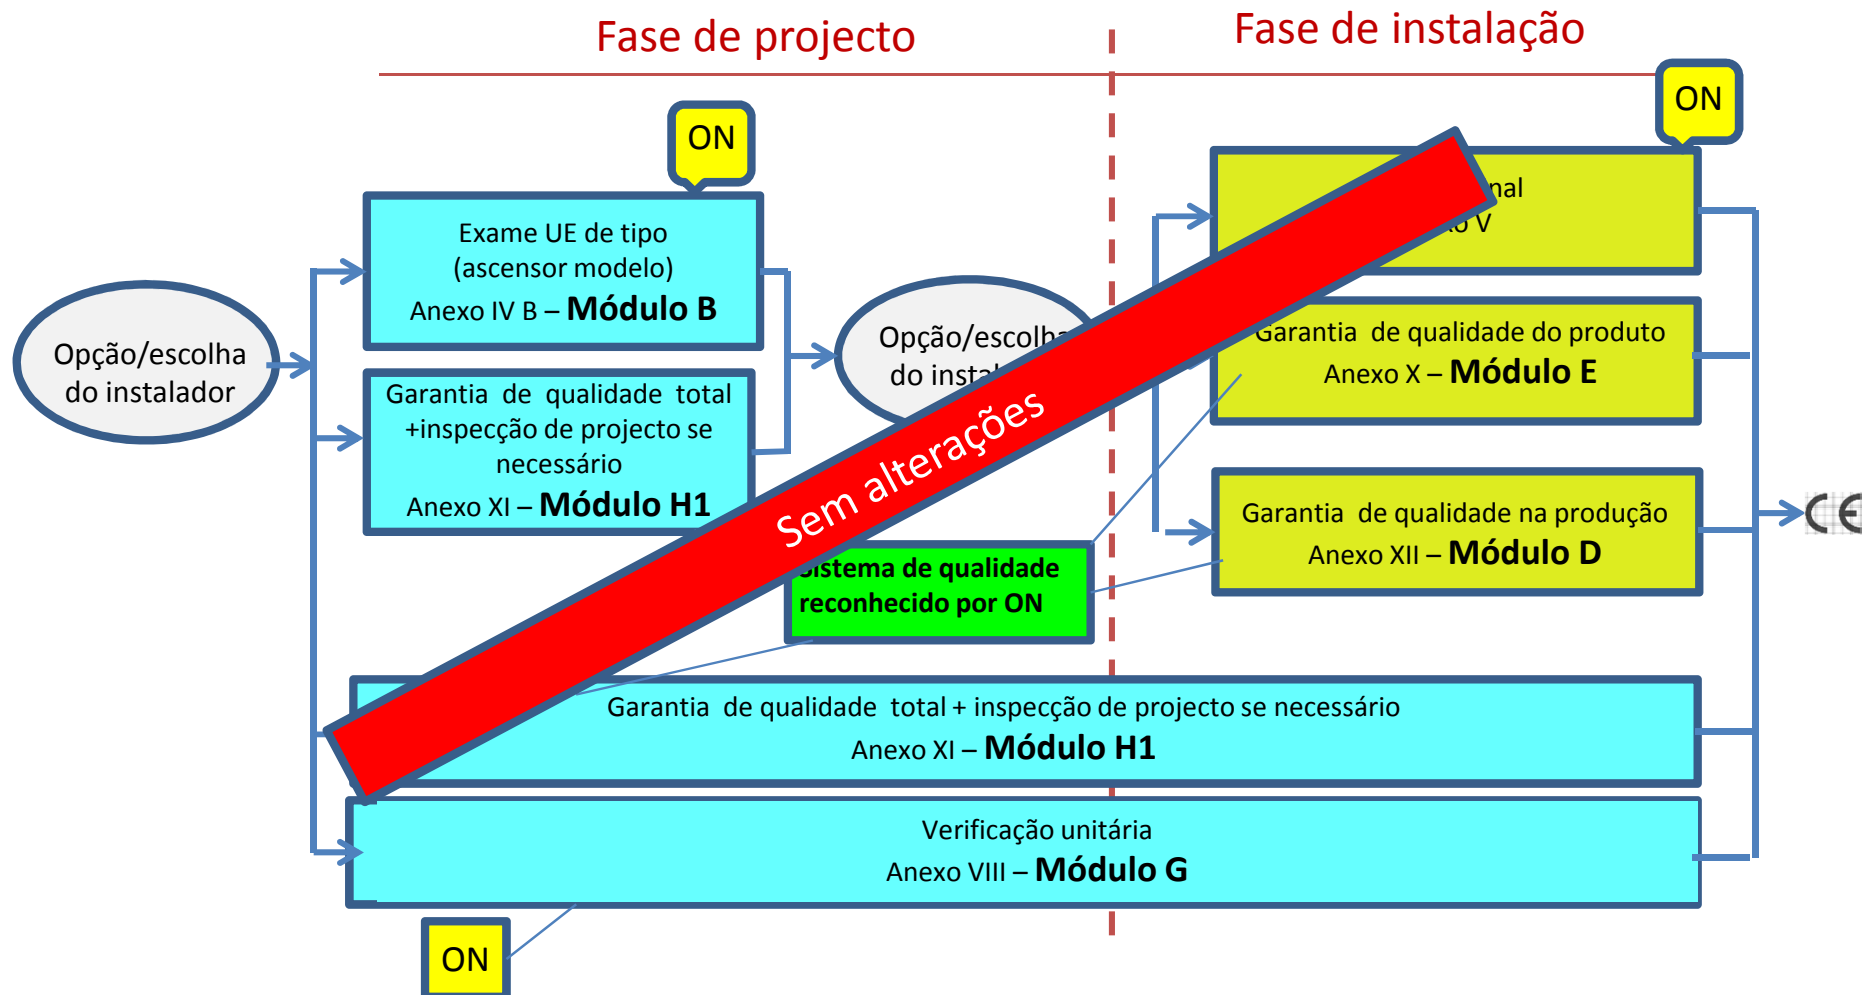 Fase de projecto
Fase de instalação
ON
ON
Exame UE de tipo
(ascensor modelo)
Anexo IV B – Módulo B
nal
V
Opção/escolha
do instalador
Opção/escolha
do
Garantia de qualidade do produto
Anexo X – Módulo E
Garantia de qualidade total
+inspecção de projecto se
necessário
Anexo XI – Módulo H1
Sem alterações
Garantia de qualidade na produção
Anexo XII – Módulo D
CE
Sistema de qualidade
reconhecido por ON
Garantia de qualidade total + inspecção de projecto se necessário
Anexo XI – Módulo H1
Verificação unitária
Anexo VIII – Módulo G
ON